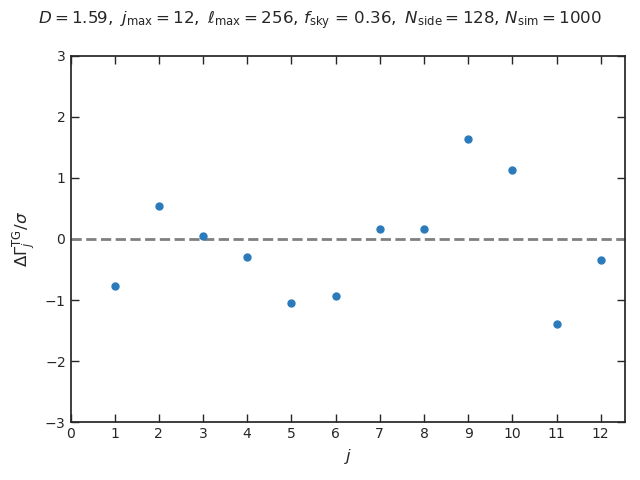 D = 1.59, j_max = 12, ℓ_max = 256, f_sky = 0.36, N_side = 128, N_sim = 1000
3
2
1
0
−1
−2
−3
ΔΓ_j^TG/σ
0 1 2 3 4 5 6 7 8 9 10 11 12
j